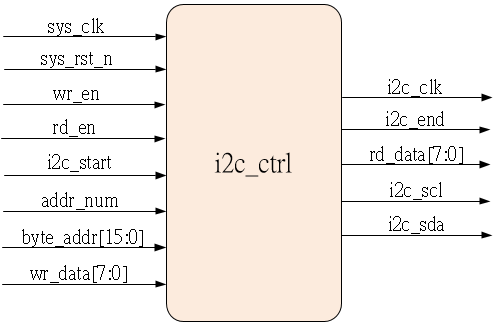 sys_clk
sys_rst_n
wr_en
rd_en
i2c_start
addr_num
byte_addr[15:0]
wr_data[7:0]
i2c_ctrl
i2c_clk
i2c_end
rd_data[7:0]
i2c_scl
i2c_sda